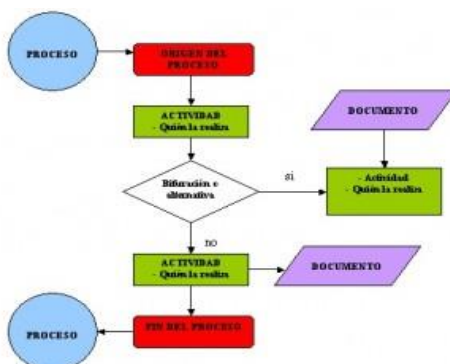 PROCESO
ORIGEN DEL
PROCESO
ACTIVIDAD
- Quién la realiza
DOCUMENTO
Bifuración o
alternativa
si
- Actividad
- Quién la realiza
no
ACTIVIDAD
- Quién la realiza
DOCUMENTO
PROCESO
FIN DEL PROCESO